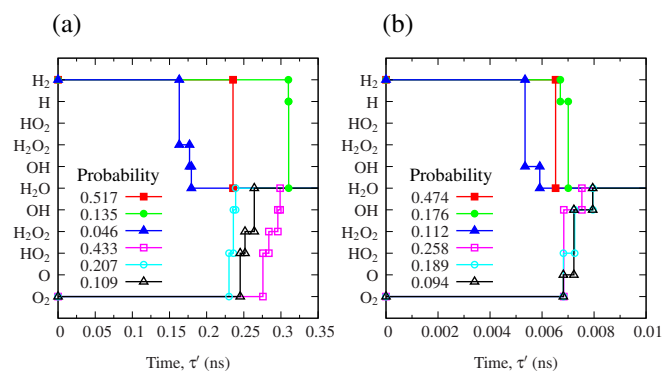 (a)
(b)
H₂
H
HO₂
H₂O₂
OH
H₂O
OH
H₂O₂
HO₂
O
O₂
Probability
0.517
0.135
0.046
0.433
0.207
0.109
0 0.05 0.1 0.15 0.2 0.25 0.3 0.35
Time, τ′ (ns)
H₂
H
HO₂
H₂O₂
OH
H₂O
OH
H₂O₂
HO₂
O
O₂
Probability
0.474
0.176
0.112
0.258
0.189
0.094
0 0.002 0.004 0.006 0.008 0.01
Time, τ′ (ns)